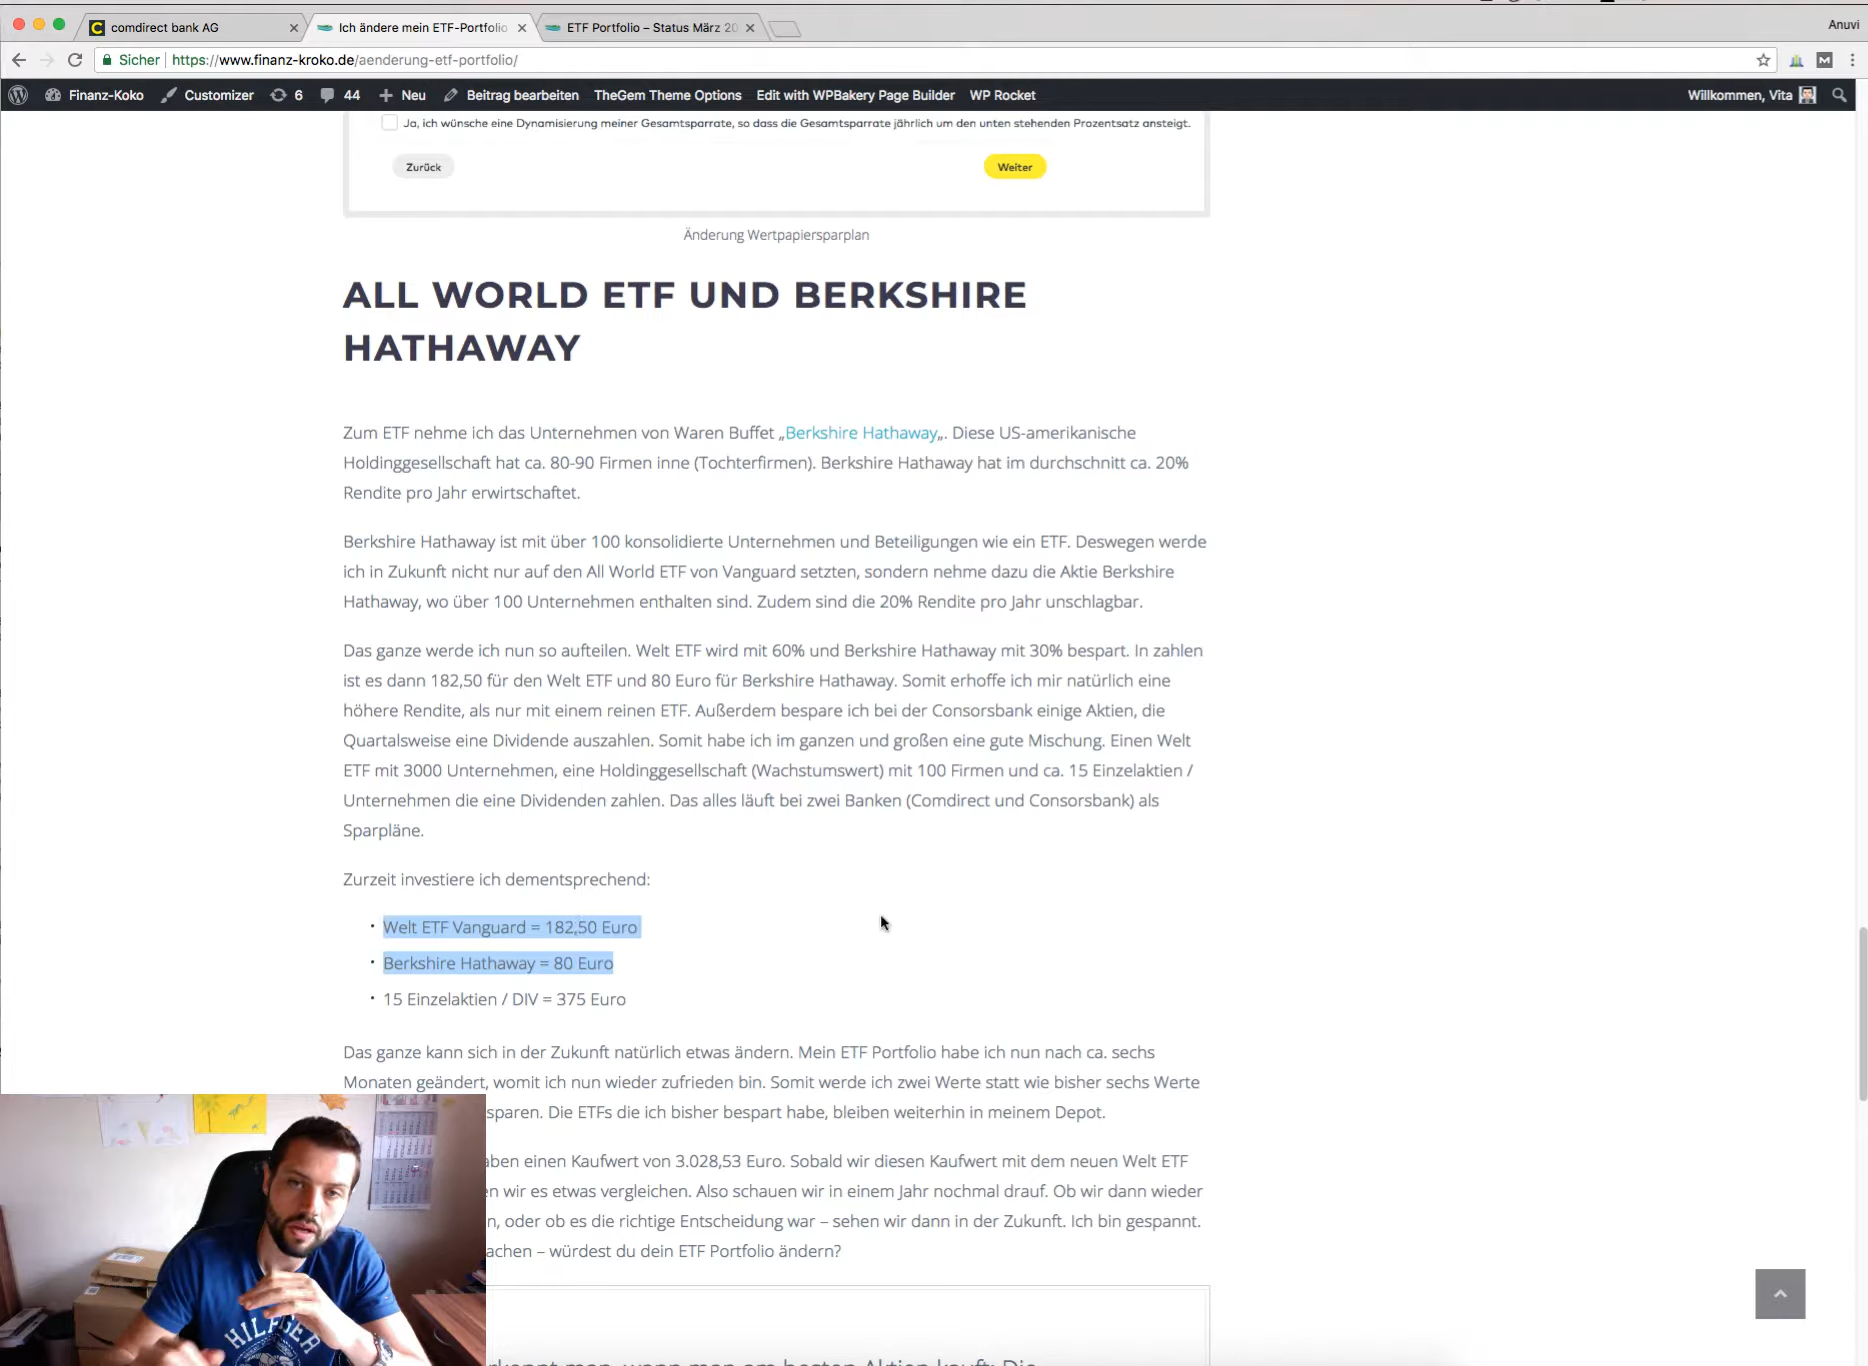 Anuvi
comdirect bank AG
Ich ändere mein ETF-Portfolio
ETF Portfolio – Status März 20
Sicher https://www.finanz-kroko.de/aenderung-etf-portfolio/
Finanz-Koko Customizer 6 44 Neu Beitrag bearbeiten TheGem Theme Options Edit with WPBakery Page Builder WP Rocket Willkommen, Vita
Ja, ich wünsche eine Dynamisierung meiner Gesamtsparrate, so dass die Gesamtsparrate jährlich um den unten stehenden Prozentsatz ansteigt.
Zurück Weiter
Änderung Wertpapiersparplan
ALL WORLD ETF UND BERKSHIRE
HATHAWAY
Zum ETF nehme ich das Unternehmen von Waren Buffet „Berkshire Hathaway„. Diese US-amerikanische
Holdinggesellschaft hat ca. 80-90 Firmen inne (Tochterfirmen). Berkshire Hathaway hat im durchschnitt ca. 20%
Rendite pro Jahr erwirtschaftet.
Berkshire Hathaway ist mit über 100 konsolidierte Unternehmen und Beteiligungen wie ein ETF. Deswegen werde
ich in Zukunft nicht nur auf den All World ETF von Vanguard setzten, sondern nehme dazu die Aktie Berkshire
Hathaway, wo über 100 Unternehmen enthalten sind. Zudem sind die 20% Rendite pro Jahr unschlagbar.
Das ganze werde ich nun so aufteilen. Welt ETF wird mit 60% und Berkshire Hathaway mit 30% bespart. In zahlen
ist es dann 182,50 für den Welt ETF und 80 Euro für Berkshire Hathaway. Somit erhoffe ich mir natürlich eine
höhere Rendite, als nur mit einem reinen ETF. Außerdem bespare ich bei der Consorsbank einige Aktien, die
Quartalsweise eine Dividende auszahlen. Somit habe ich im ganzen und großen eine gute Mischung. Einen Welt
ETF mit 3000 Unternehmen, eine Holdinggesellschaft (Wachstumswert) mit 100 Firmen und ca. 15 Einzelaktien /
Unternehmen die eine Dividenden zahlen. Das alles läuft bei zwei Banken (Comdirect und Consorsbank) als
Sparpläne.
Zurzeit investiere ich dementsprechend:
• Welt ETF Vanguard = 182,50 Euro
• Berkshire Hathaway = 80 Euro
• 15 Einzelaktien / DIV = 375 Euro
Das ganze kann sich in der Zukunft natürlich etwas ändern. Mein ETF Portfolio habe ich nun nach ca. sechs
Monaten geändert, womit ich nun wieder zufrieden bin. Somit werde ich zwei Werte statt wie bisher sechs Werte
sparen. Die ETFs die ich bisher bespart habe, bleiben weiterhin in meinem Depot.
aben einen Kaufwert von 3.028,53 Euro. Sobald wir diesen Kaufwert mit dem neuen Welt ETF
n wir es etwas vergleichen. Also schauen wir in einem Jahr nochmal drauf. Ob wir dann wieder
n, oder ob es die richtige Entscheidung war – sehen wir dann in der Zukunft. Ich bin gespannt.
achen – würdest du dein ETF Portfolio ändern?
HILFIGER